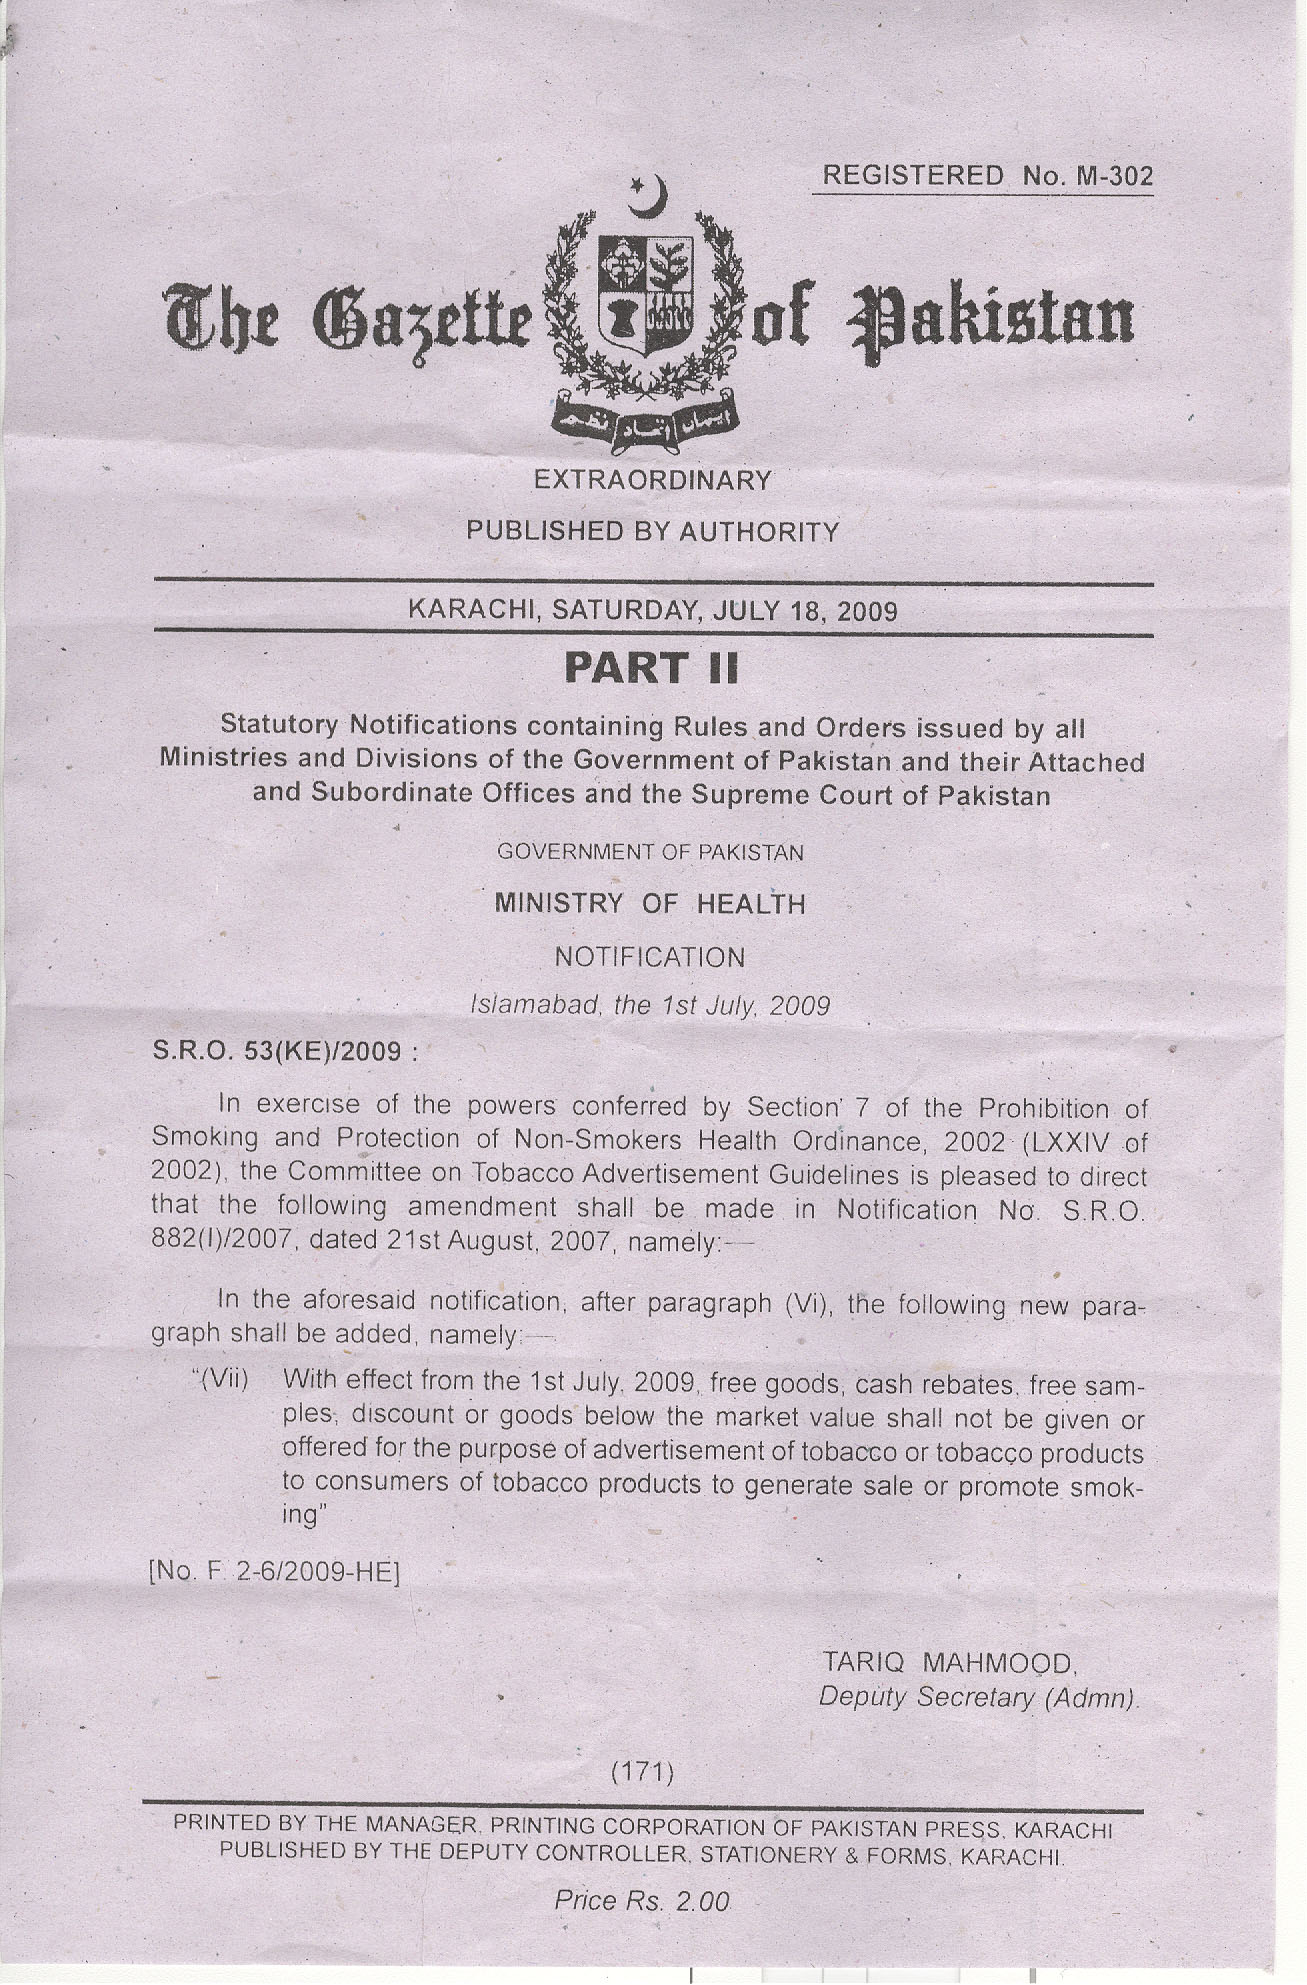 REGISTERED No. M-302
The Gazette of Pakistan
ایمان اتحاد نظم
EXTRAORDINARY
PUBLISHED BY AUTHORITY
KARACHI, SATURDAY, JULY 18, 2009
PART II
Statutory Notifications containing Rules and Orders issued by all
Ministries and Divisions of the Government of Pakistan and their Attached
and Subordinate Offices and the Supreme Court of Pakistan
GOVERNMENT OF PAKISTAN
MINISTRY OF HEALTH
NOTIFICATION
Islamabad, the 1st July, 2009
S.R.O. 53(KE)/2009 :
In exercise of the powers conferred by Section 7 of the Prohibition of
Smoking and Protection of Non-Smokers Health Ordinance, 2002 (LXXIV of
2002), the Committee on Tobacco Advertisement Guidelines is pleased to direct
that the following amendment shall be made in Notification No. S.R.O.
882(I)/2007, dated 21st August, 2007, namely:—
In the aforesaid notification, after paragraph (Vi), the following new para-
graph shall be added, namely:—
“(Vii) With effect from the 1st July, 2009, free goods, cash rebates, free sam-
ples, discount or goods below the market value shall not be given or
offered for the purpose of advertisement of tobacco or tobacco products
to consumers of tobacco products to generate sale or promote smok-
ing”
[No. F. 2-6/2009-HE]
TARIQ MAHMOOD,
Deputy Secretary (Admn).
(171)
PRINTED BY THE MANAGER, PRINTING CORPORATION OF PAKISTAN PRESS, KARACHI
PUBLISHED BY THE DEPUTY CONTROLLER, STATIONERY & FORMS, KARACHI.
Price Rs. 2.00